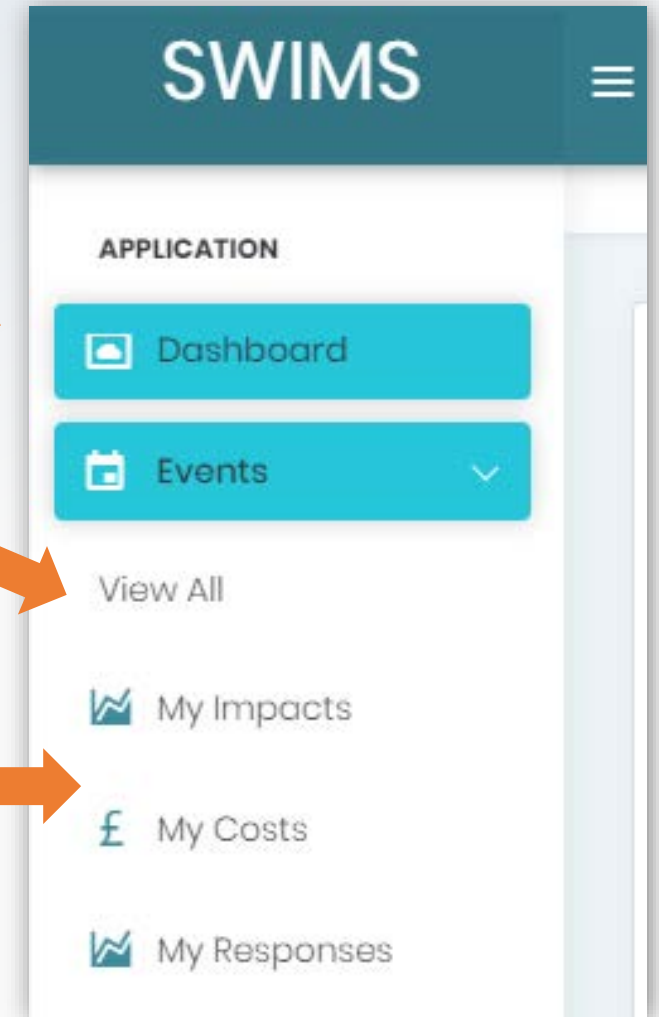 SWIMS
APPLICATION
Dashboard
Events
View All
My Impacts
£ My Costs
My Responses